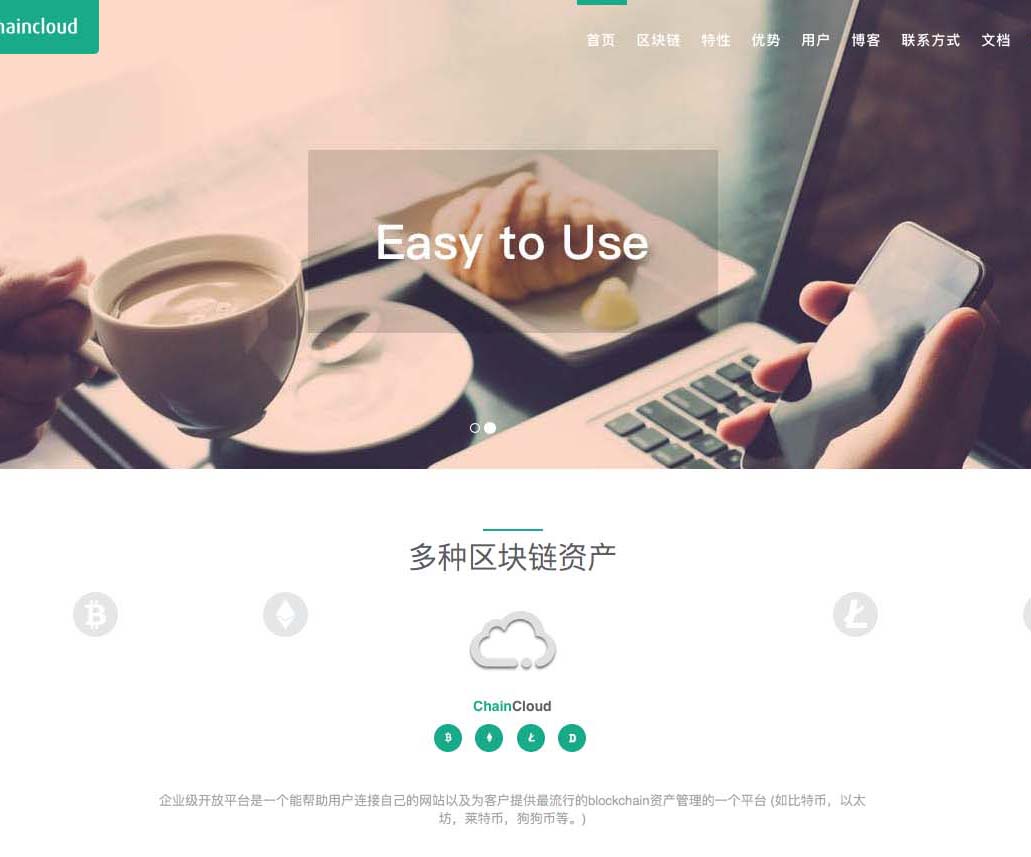 haincloud
首页 区块链 特性 优势 用户 博客 联系方式 文档
Easy to Use
多种区块链资产
ChainCloud
企业级开放平台是一个能帮助用户连接自己的网站以及为客户提供最流行的blockchain资产管理的一个平台 (如比特币，以太
坊，莱特币，狗狗币等。)